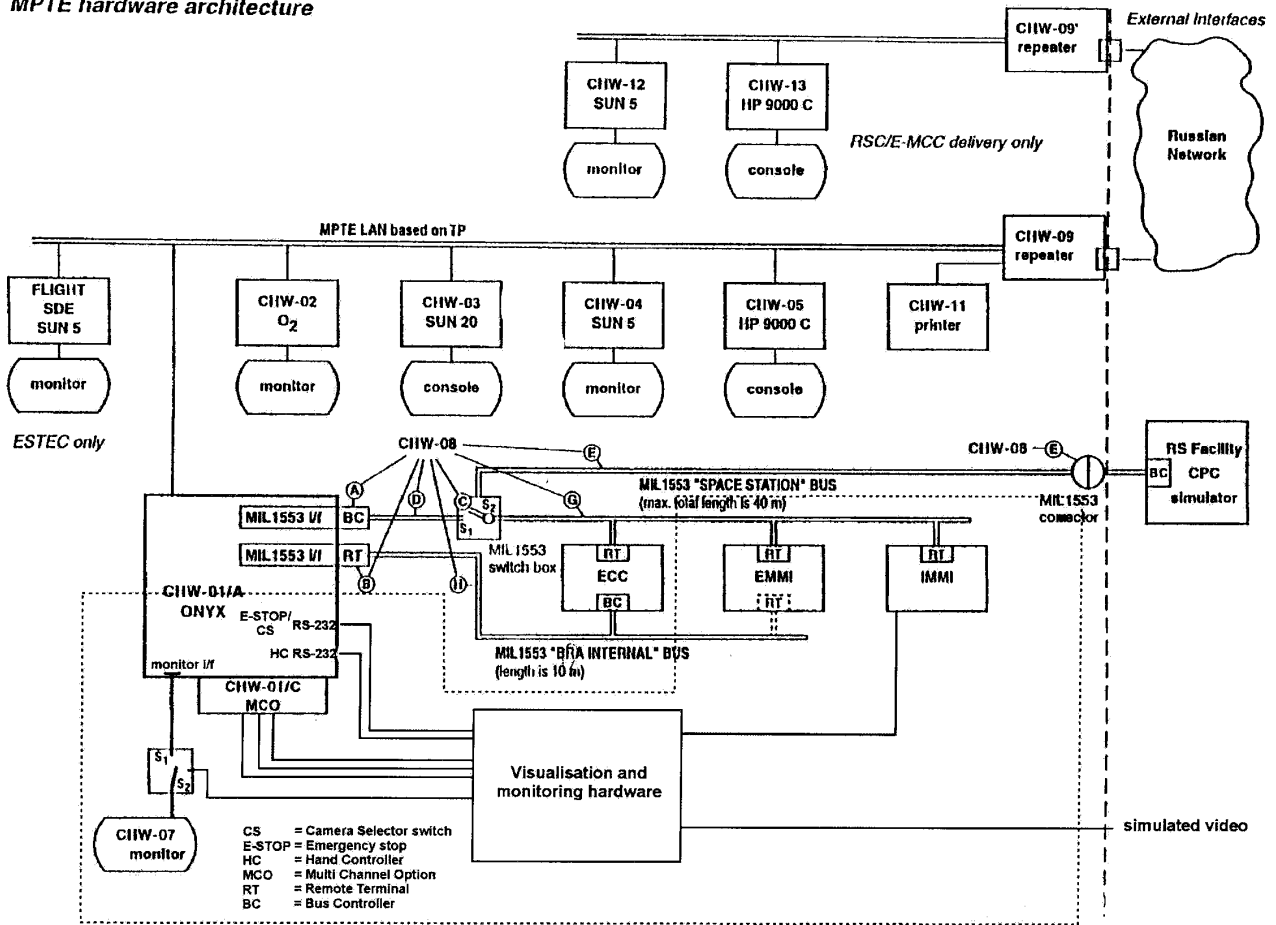 MPTE hardware architecture
External Interfaces
CHW-09'
repeater
CHW-12
SUN 5
CHW-13
HP 9000 C
RSC/E-MCC delivery only
Russian
Network
monitor
console
MPTE LAN based on TP
CHW-09
repeater
FLIGHT
SDE
SUN 5
CHW-02
O2
CHW-03
SUN 20
CHW-04
SUN 5
CHW-05
HP 9000 C
CHW-11
printer
monitor
monitor
console
monitor
console
ESTEC only
CHW-08
E
CHW-08
E
RS Facility
CPC
simulator
BC
A
D
C
S2
S1
G
MIL1553 "SPACE STATION" BUS
(max. total length is 40 m)
MIL1553
connector
MIL1553 I/f
BC
MIL1553 I/f
RT
MIL1553
switch box
RT
ECC
BC
RT
EMMI
RT
RT
IMMI
B
H
CHW-01/A
ONYX
E-STOP/
CS
RS-232
HC RS-232
MIL1553 "ERA INTERNAL" BUS
(length is 10 m)
monitor i/f
CHW-01/C
MCO
Visualisation and
monitoring hardware
S1
S2
CHW-07
monitor
simulated video
CS = Camera Selector switch
E-STOP = Emergency stop
HC = Hand Controller
MCO = Multi Channel Option
RT = Remote Terminal
BC = Bus Controller